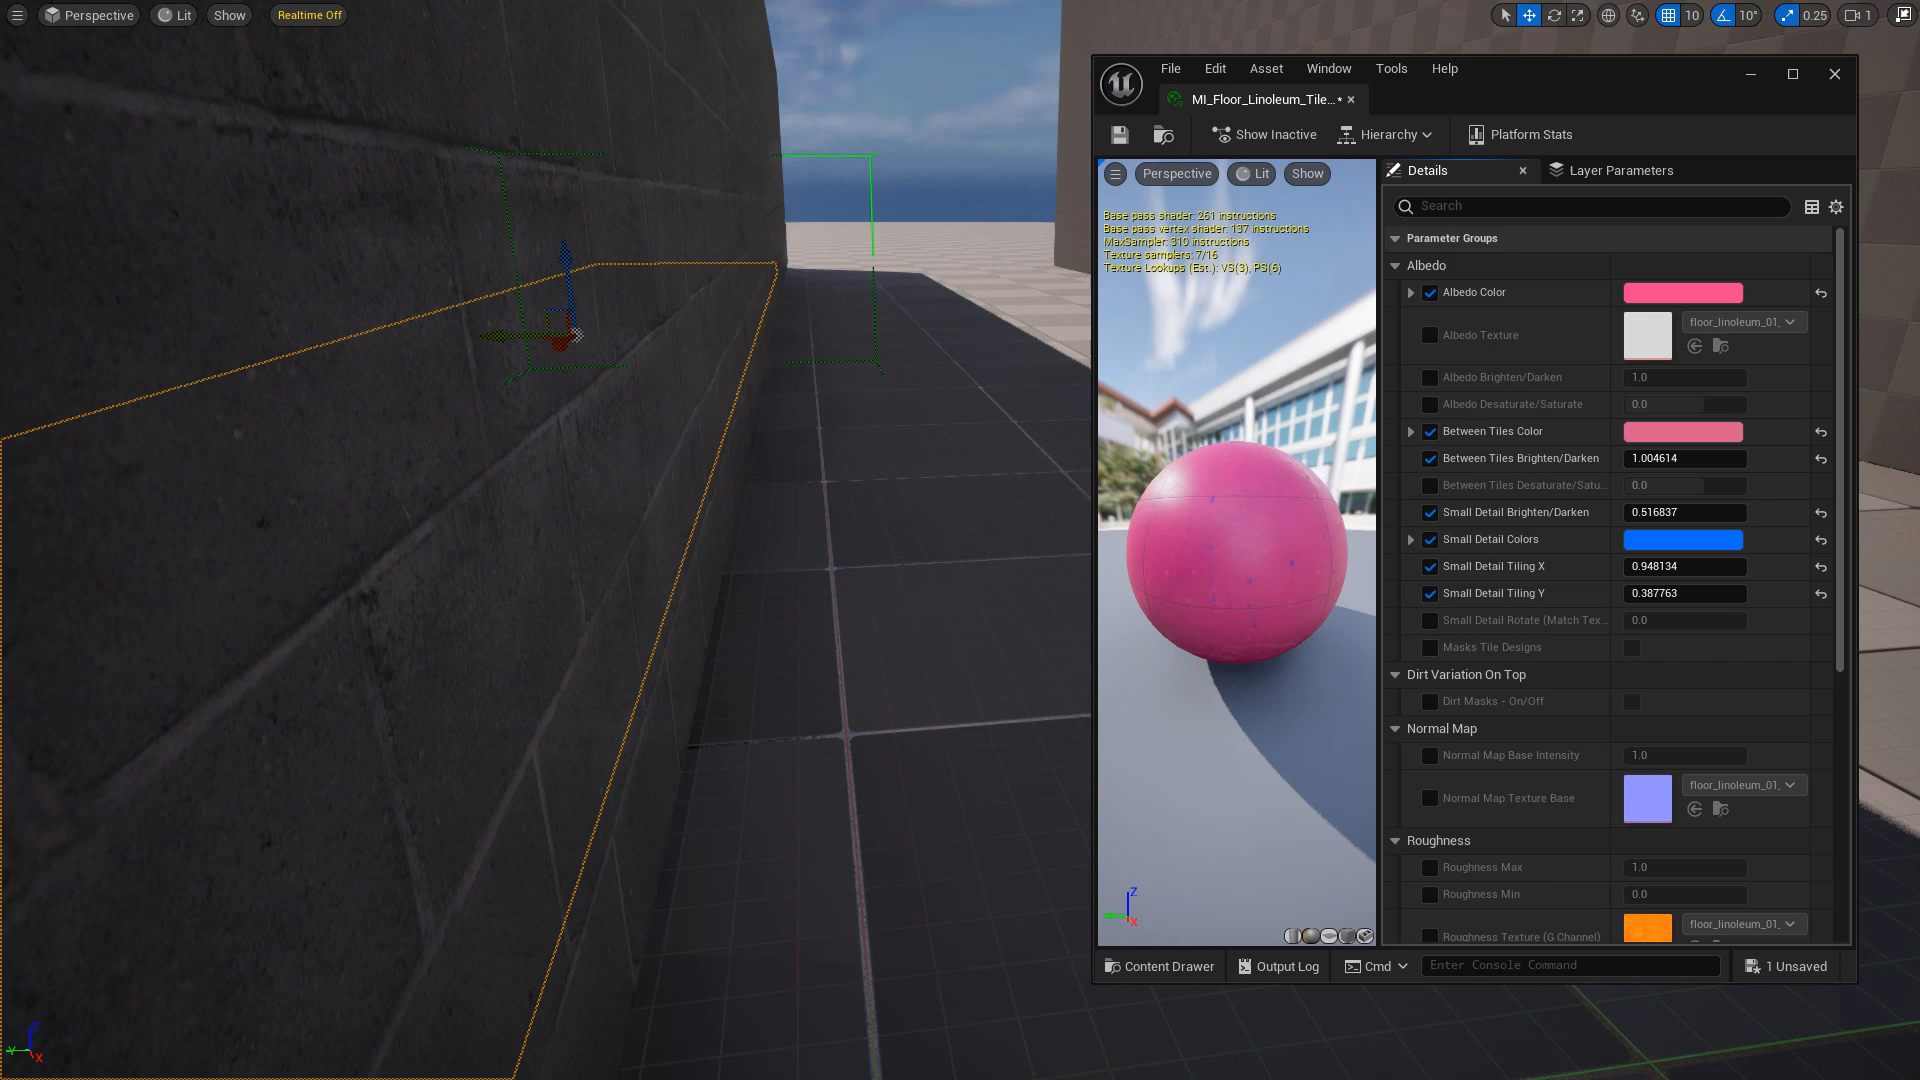 Perspective
Lit
Show
Realtime Off
10
10°
0.25
1
File
Edit
Asset
Window
Tools
Help
MI_Floor_Linoleum_Tile...*
Show Inactive
Hierarchy
Platform Stats
Perspective
Lit
Show
Base pass shader: 261 instructions
Base pass vertex shader: 137 instructions
MaxSampler: 310 instructions
Texture samplers: 7/16
Texture Lookups (Est.): VS(3), PS(6)
Z
X
Details
Layer Parameters
Search
Parameter Groups
Albedo
Albedo Color
Albedo Texture
floor_linoleum_01_
Albedo Brighten/Darken
1.0
Albedo Desaturate/Saturate
0.0
Between Tiles Color
Between Tiles Brighten/Darken
1.004614
Between Tiles Desaturate/Satu...
0.0
Small Detail Brighten/Darken
0.516837
Small Detail Colors
Small Detail Tiling X
0.948134
Small Detail Tiling Y
0.387763
Small Detail Rotate (Match Tex...
0.0
Masks Tile Designs
Dirt Variation On Top
Dirt Masks - On/Off
Normal Map
Normal Map Base Intensity
1.0
Normal Map Texture Base
floor_linoleum_01_
Roughness
Roughness Max
1.0
Roughness Min
0.0
Roughness Texture (G Channel)
floor_linoleum_01_
Content Drawer
Output Log
Cmd
Enter Console Command
1 Unsaved
Z
Y
X